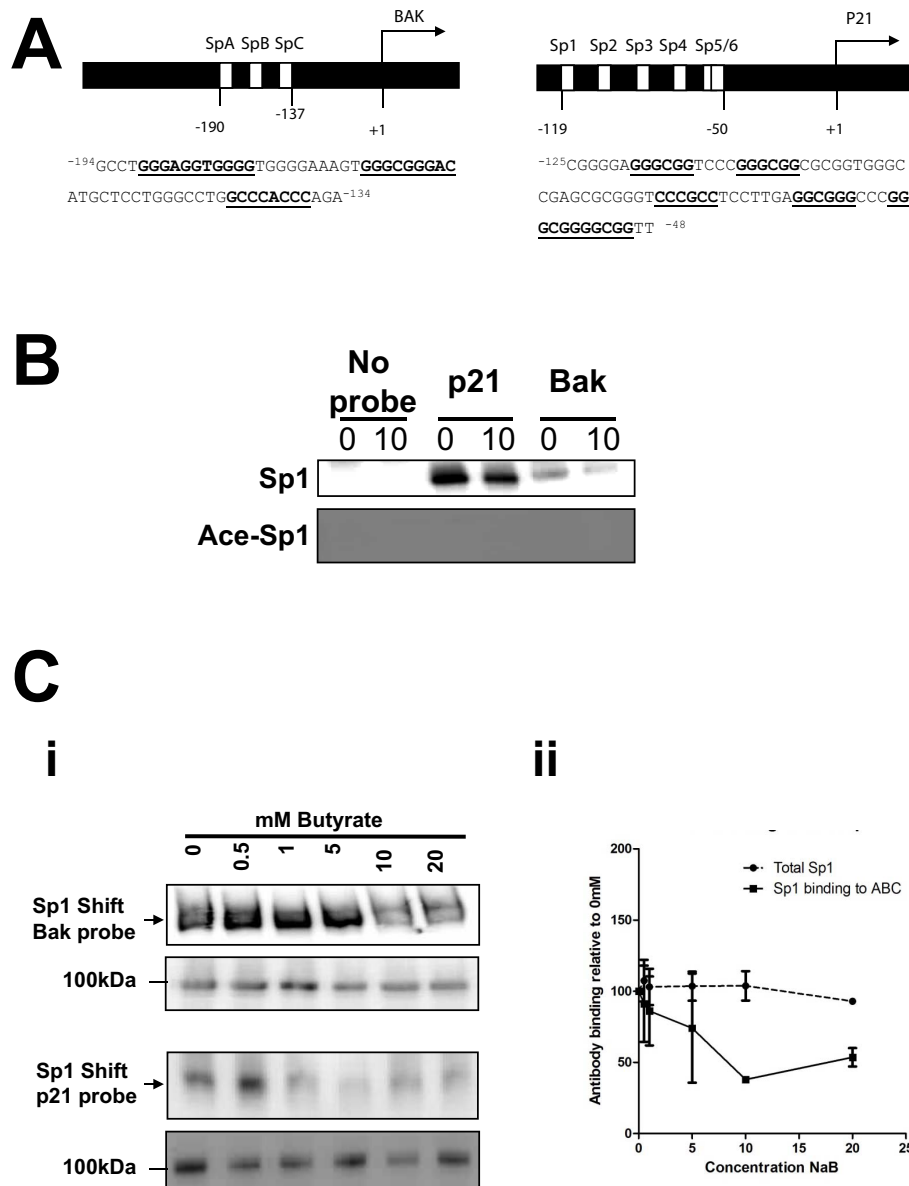 A
SpA SpB SpC
BAK
-190
-137
+1
-194GCCTGGGAGGTGGGGTGGGGAAAGTGGGCGGGAC
ATGCTCCTGGGCCTGGCCCACCCAGA-134
Sp1 Sp2 Sp3 Sp4 Sp5/6
P21
-119
-50
+1
-125CGGGGAGGGCGGTCCCGGGCGGCGCGGTGGGC
CGAGCGCGGGTCCCGCCTCCTTGAGGCGGGCCCGG
GCGGGGCGGTT -48
B
No
probe
p21
Bak
0 10 0 10 0 10
Sp1
Ace-Sp1
C
i
mM Butyrate
0 0.5 1 5 10 20
Sp1 Shift
Bak probe
100kDa
Sp1 Shift
p21 probe
100kDa
ii
Total Sp1
Sp1 binding to ABC
Antibody binding relative to 0mM
200
150
100
50
0
0 5 10 15 20 25
Concentration NaB